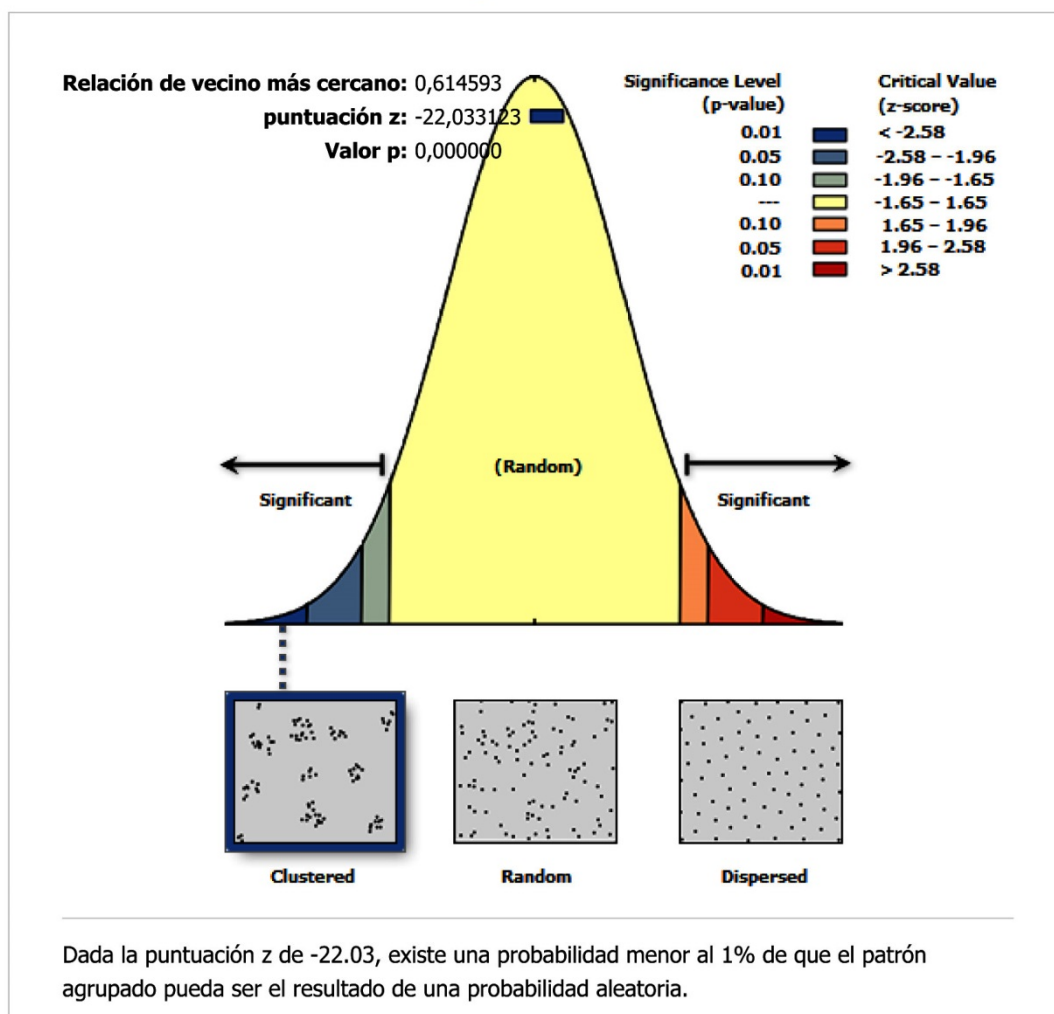 Relación de vecino más cercano: 0,614593
puntuación z: -22,033123
Valor p: 0,000000
Significance Level (p-value)
Critical Value (z-score)
0.01 < -2.58
0.05 -2.58 – -1.96
0.10 -1.96 – -1.65
--- -1.65 – 1.65
0.10 1.65 – 1.96
0.05 1.96 – 2.58
0.01 > 2.58
(Random)
Significant
Significant
Clustered
Random
Dispersed
Dada la puntuación z de -22.03, existe una probabilidad menor al 1% de que el patrón
agrupado pueda ser el resultado de una probabilidad aleatoria.